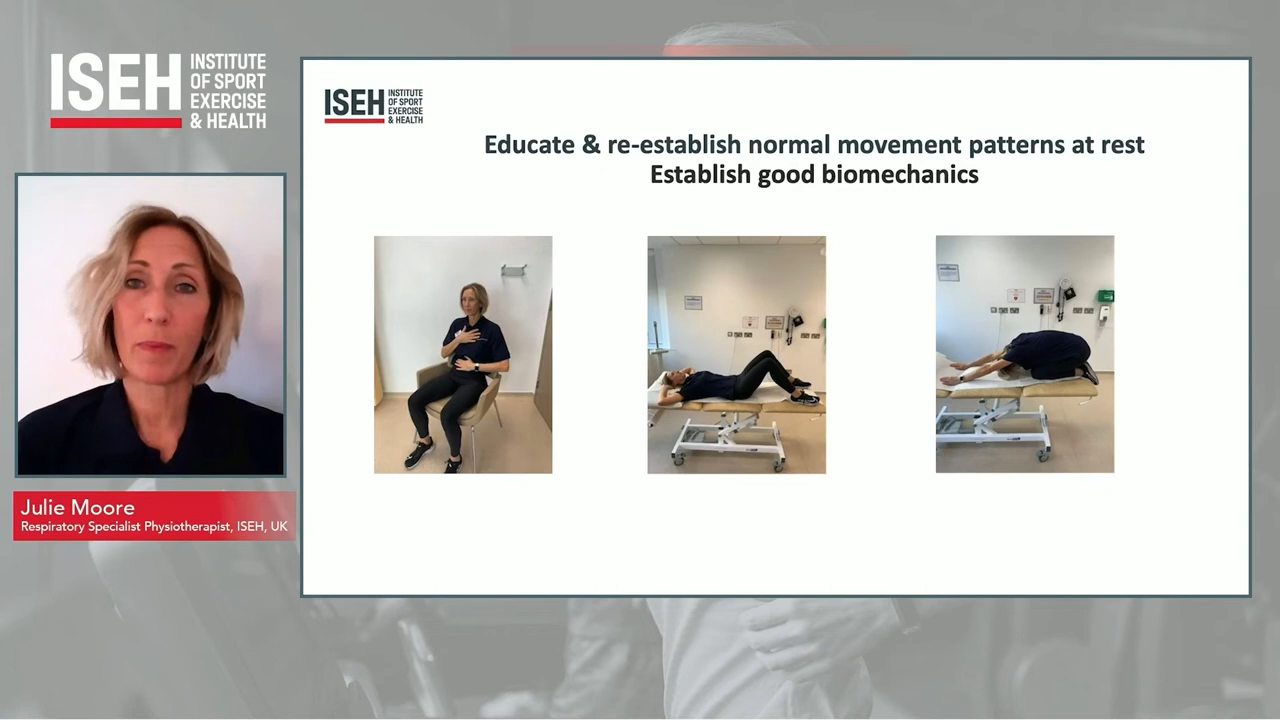 ISEH
INSTITUTE
OF SPORT
EXERCISE
& HEALTH
ISEH
INSTITUTE
OF SPORT
EXERCISE
& HEALTH
Educate & re-establish normal movement patterns at rest
Establish good biomechanics
Julie Moore
Respiratory Specialist Physiotherapist, ISEH, UK